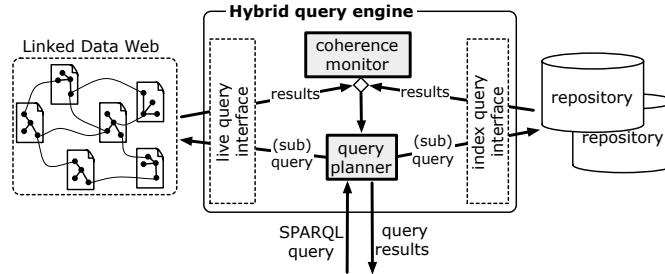 Hybrid query engine
Linked Data Web
live query
interface
coherence
monitor
results
results
index query
interface
repository
repository
(sub)
query
query
planner
(sub)
query
SPARQL
query
query
results